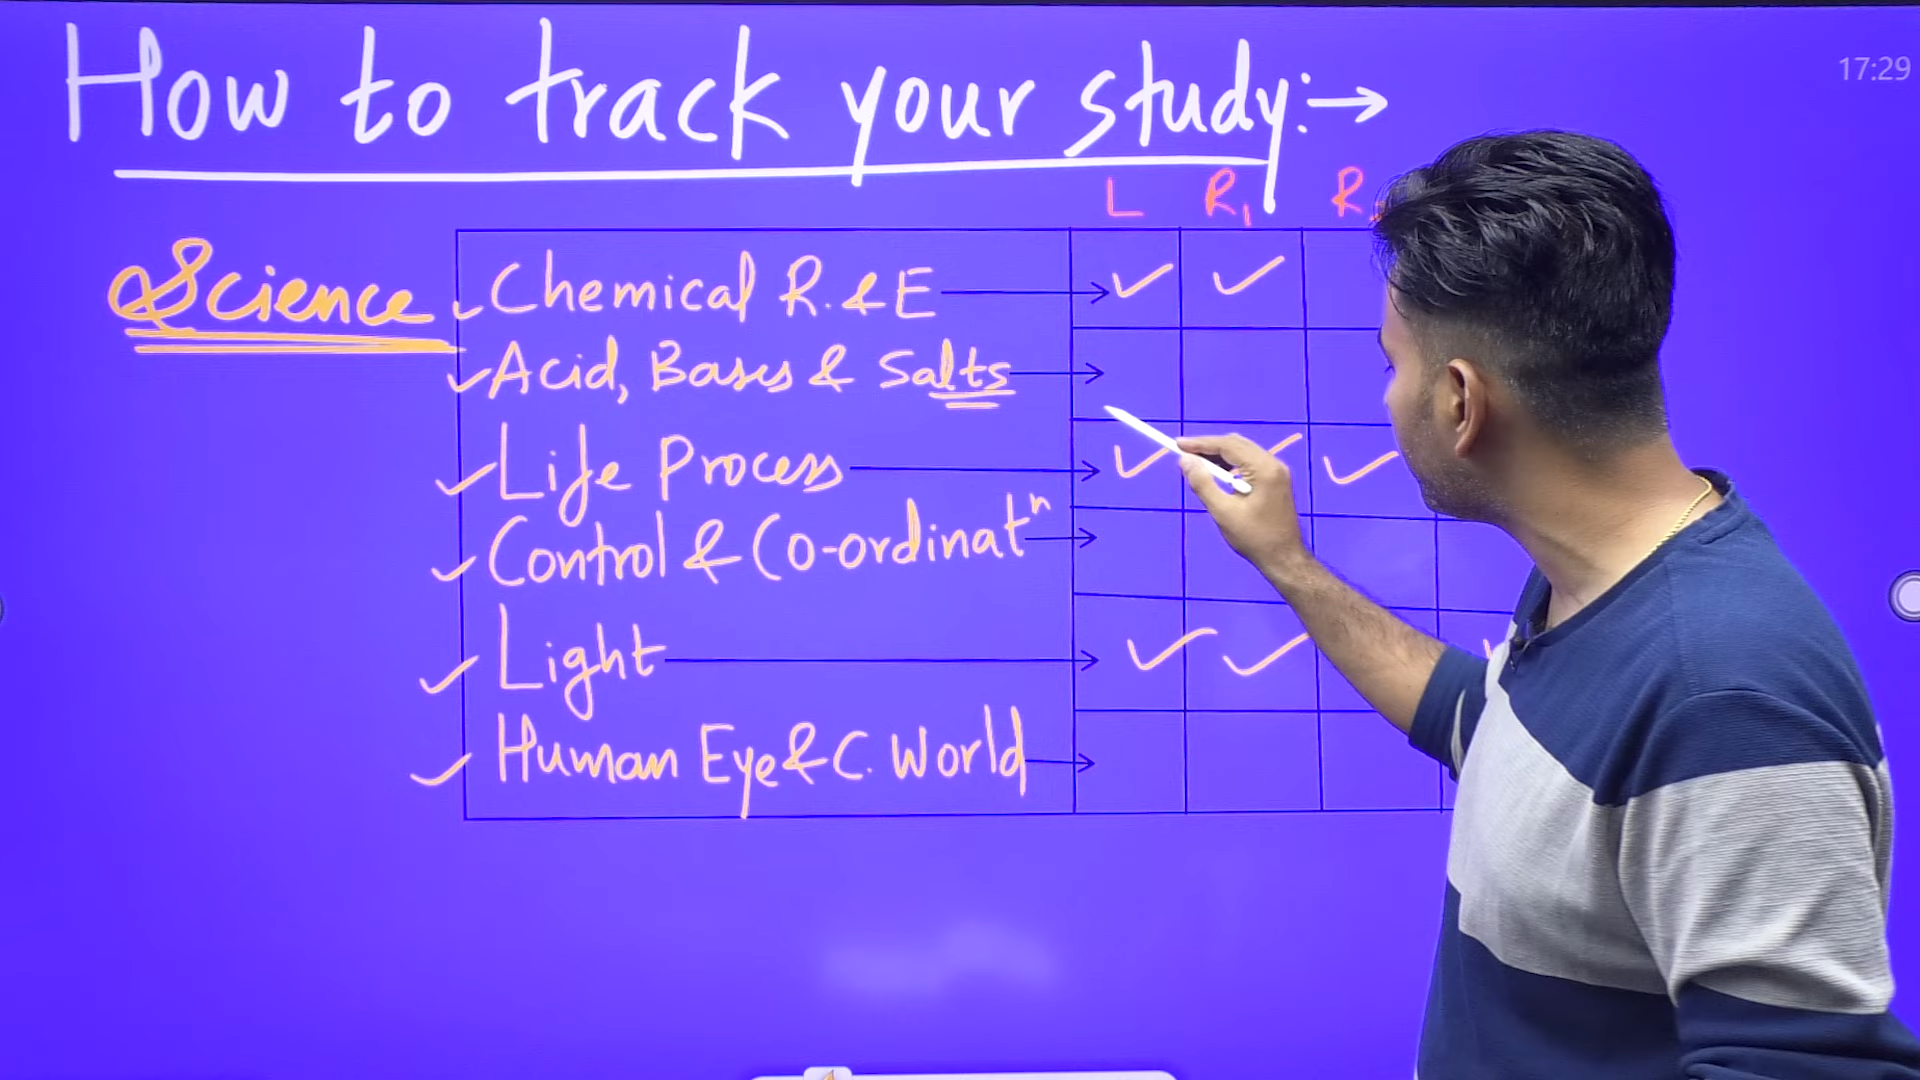 How to track your study:→
17:29
L R₁ R
Science
✓ Chemical R. & E → ✓ ✓
✓ Acid, Bases & Salts →
✓ Life Process → ✓ ✓ ✓
✓ Control & Co-ordinatⁿ →
✓ Light → ✓ ✓
✓ Human Eye & C. World →